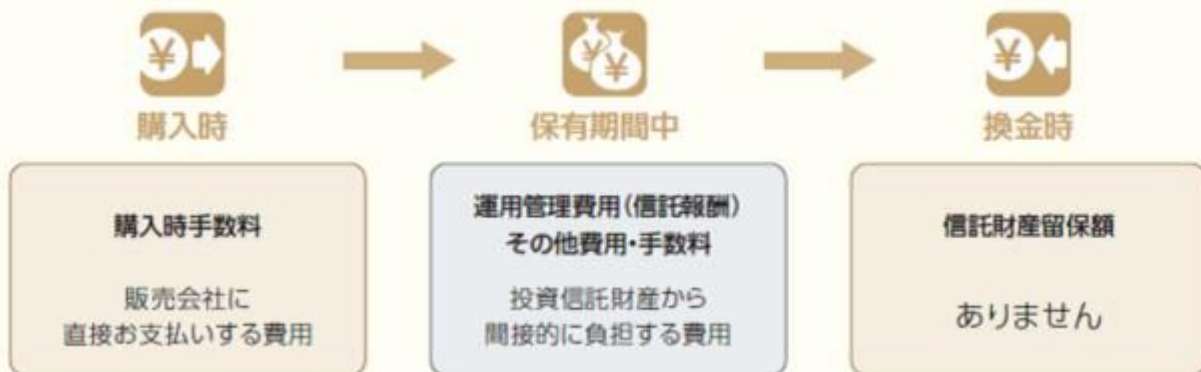 購入時
保有期間中
換金時
購入時手数料
販売会社に
直接お支払いする費用
運用管理費用(信託報酬)
その他費用・手数料
投資信託財産から
間接的に負担する費用
信託財産留保額
ありません